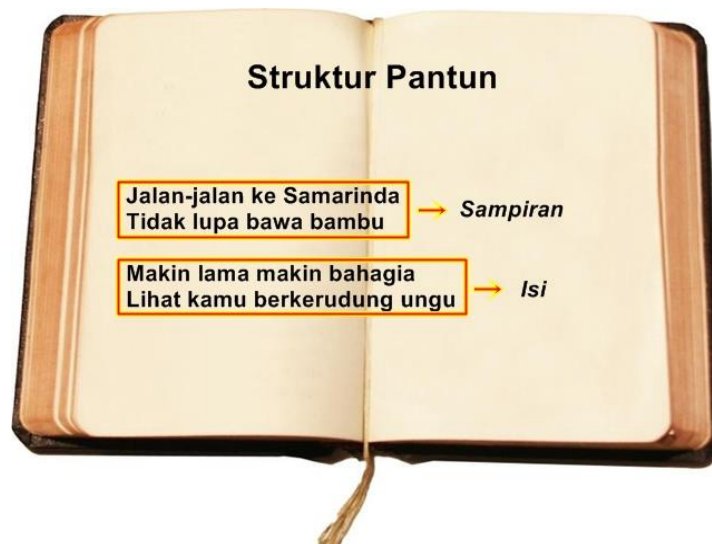 Struktur Pantun
Jalan-jalan ke Samarinda
Tidak lupa bawa bambu
Sampiran
Makin lama makin bahagia
Lihat kamu berkerudung ungu
Isi